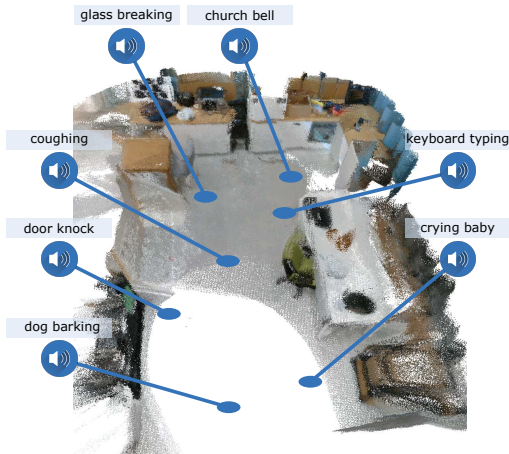 glass breaking
church bell
coughing
keyboard typing
door knock
crying baby
dog barking